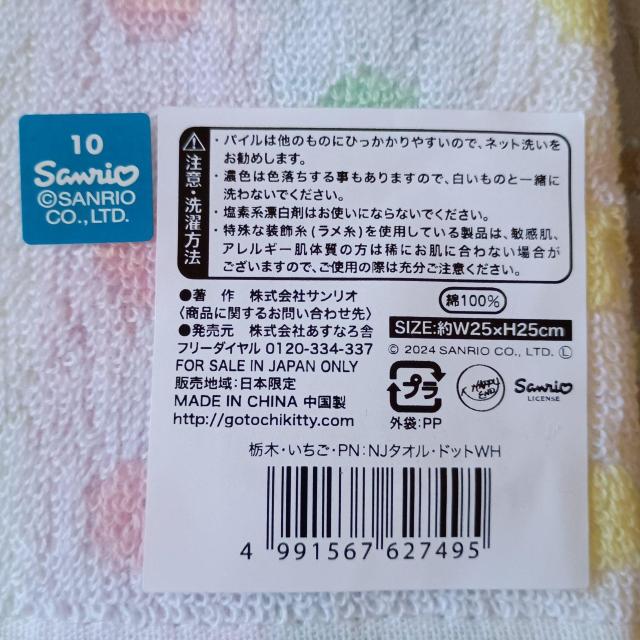 10
Sanrio
©SANRIO
CO.,LTD.
注意・洗濯方法
・パイルは他のものにひっかかりやすいので、ネット洗いを
お勧めします。
・濃色は色落ちする事もありますので、白いものと一緒に
洗わないでください。
・塩素系漂白剤はお使いにならないでください。
・特殊な装飾糸(ラメ糸)を使用している製品は、敏感肌、
アレルギー肌体質の方は稀にお肌に合わない場合が
ございますので、ご使用の際は充分ご注意ください。
●著 作 株式会社サンリオ
〈商品に関するお問い合わせ先〉
●発売元 株式会社あすなろ舎
フリーダイヤル 0120-334-337
FOR SALE IN JAPAN ONLY
販売地域:日本限定
MADE IN CHINA 中国製
http://gotochikitty.com
綿100%
SIZE:約W25×H25cm
© 2024 SANRIO CO., LTD. Ⓛ
プラ
外袋:PP
HAPPY
END
Sanrio
LICENSE
栃木・いちご・PN:NJタオル・ドットWH
4 991567 627495